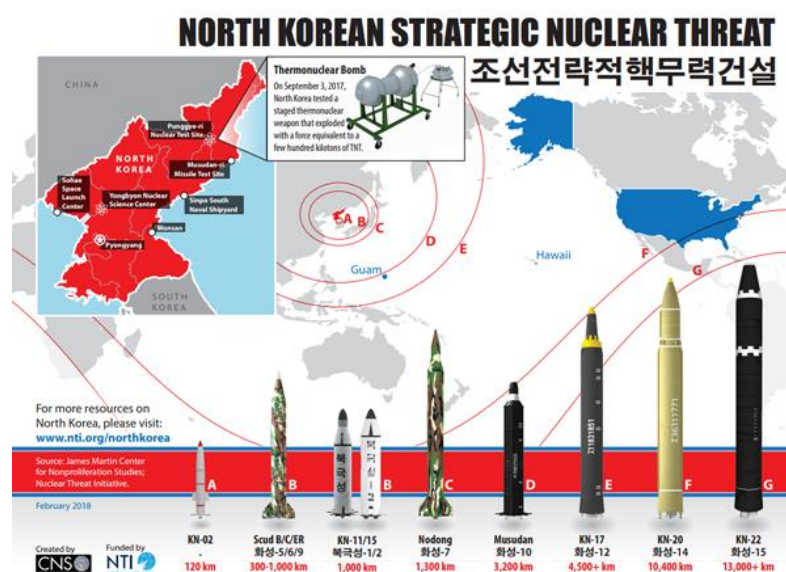 NORTH KOREAN STRATEGIC NUCLEAR THREAT
조선전략적핵무력건설
CHINA
NORTH
KOREA
SOUTH
KOREA
Punggye-ri
Nuclear Test Site
Musudan-ri
Missile Test Site
Sohae
Space
Launch
Center
Yongbyon Nuclear
Science Center
Sinpo South
Naval Shipyard
Wonsan
Pyongyang
Thermonuclear Bomb
On September 3, 2017,
North Korea tested a
staged thermonuclear
weapon that exploded
with a force equivalent to a
few hundred kilotons of TNT.
A
B
C
D
E
F
G
Guam
Hawaii
For more resources on
North Korea, please visit:
www.nti.org/northkorea
Source: James Martin Center
for Nonproliferation Studies;
Nuclear Threat Initiative.
February 2018
Created by
CNS
Funded by
NTI
북극성
A
B
B
C
D
E
F
G
KN-02
-
120 km
Scud B/C/ER
화성-5/6/9
300-1,000 km
KN-11/15
북극성-1/2
1,000 km
Nodong
화성-7
1,300 km
Musudan
화성-10
3,200 km
KN-17
화성-12
4,500+ km
KN-20
화성-14
10,400 km
KN-22
화성-15
13,000+ km